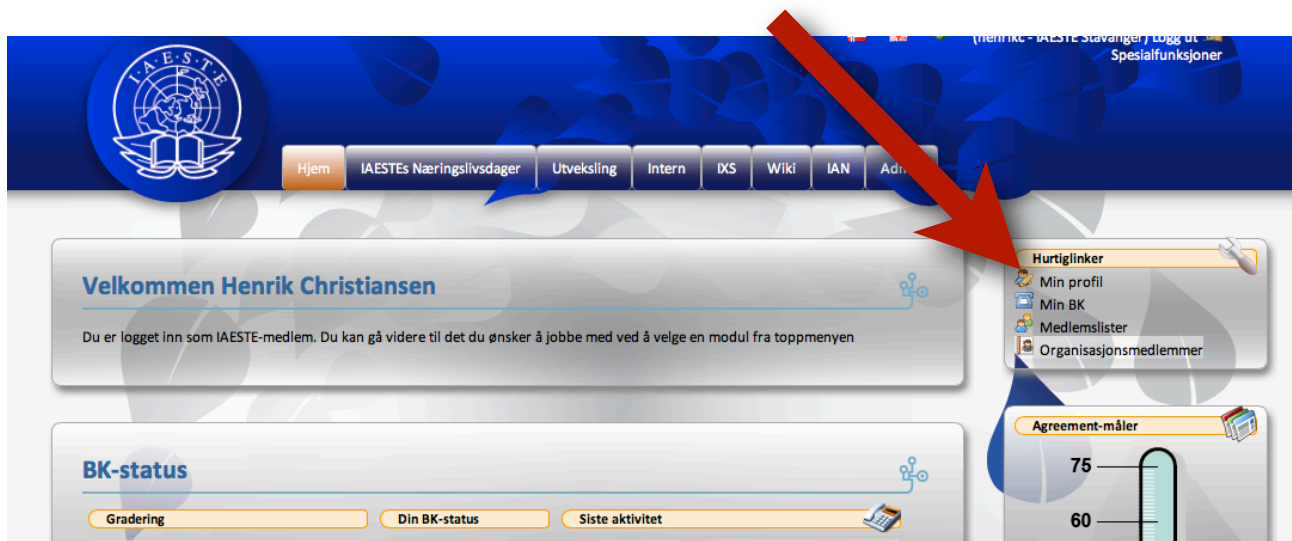 (henrikc - IAESTE Stavanger) Logg ut
Spesialfunksjoner
I.A.E.S.T.E
Hjem
IAESTEs Næringslivsdager
Utveksling
Intern
IXS
Wiki
IAN
Velkommen Henrik Christiansen
Du er logget inn som IAESTE-medlem. Du kan gå videre til det du ønsker å jobbe med ved å velge en modul fra toppmenyen
Hurtiglinker
Min profil
Min BK
Medlemslister
Organisasjonsmedlemmer
BK-status
Gradering
Din BK-status
Siste aktivitet
Agreement-måler
75
60